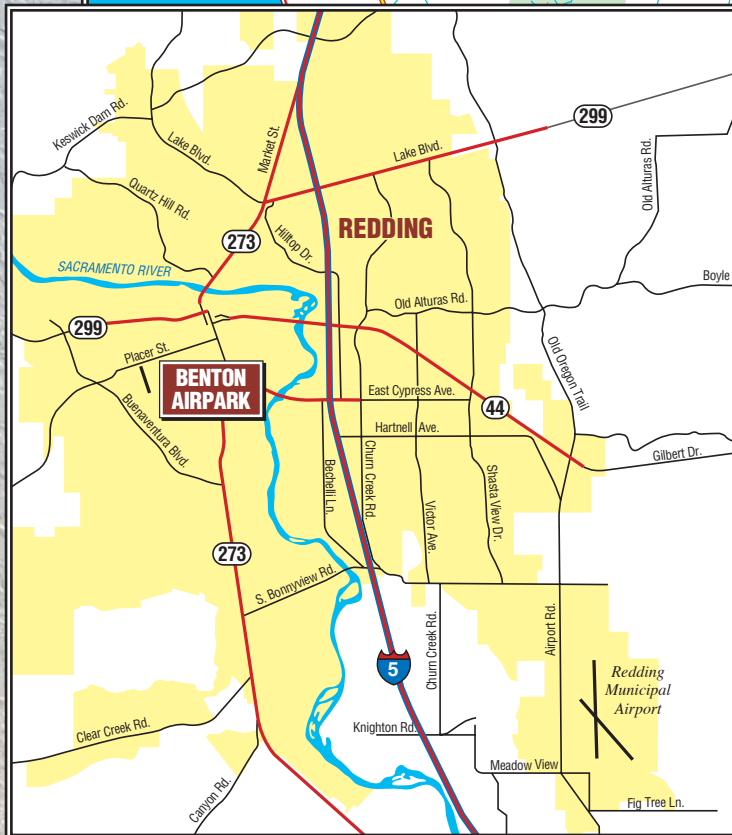 299
Keswick Dam Rd.
Lake Blvd.
Market St.
Lake Blvd.
Old Alturas Rd.
Quartz Hill Rd.
273
Hilltop Dr.
REDDING
SACRAMENTO RIVER
Boyle
299
Old Alturas Rd.
Placer St.
BENTON
AIRPARK
Old Oregon Trail
East Cypress Ave.
44
Buenaventura Blvd.
Hartnell Ave.
Gilbert Dr.
Bechelli Ln.
Churn Creek Rd.
Victor Ave.
Shasta View Dr.
273
S. Bonnyview Rd.
Churn Creek Rd.
Airport Rd.
5
Redding
Municipal
Airport
Clear Creek Rd.
Knighton Rd.
Meadow View
Canyon Rd.
Fig Tree Ln.